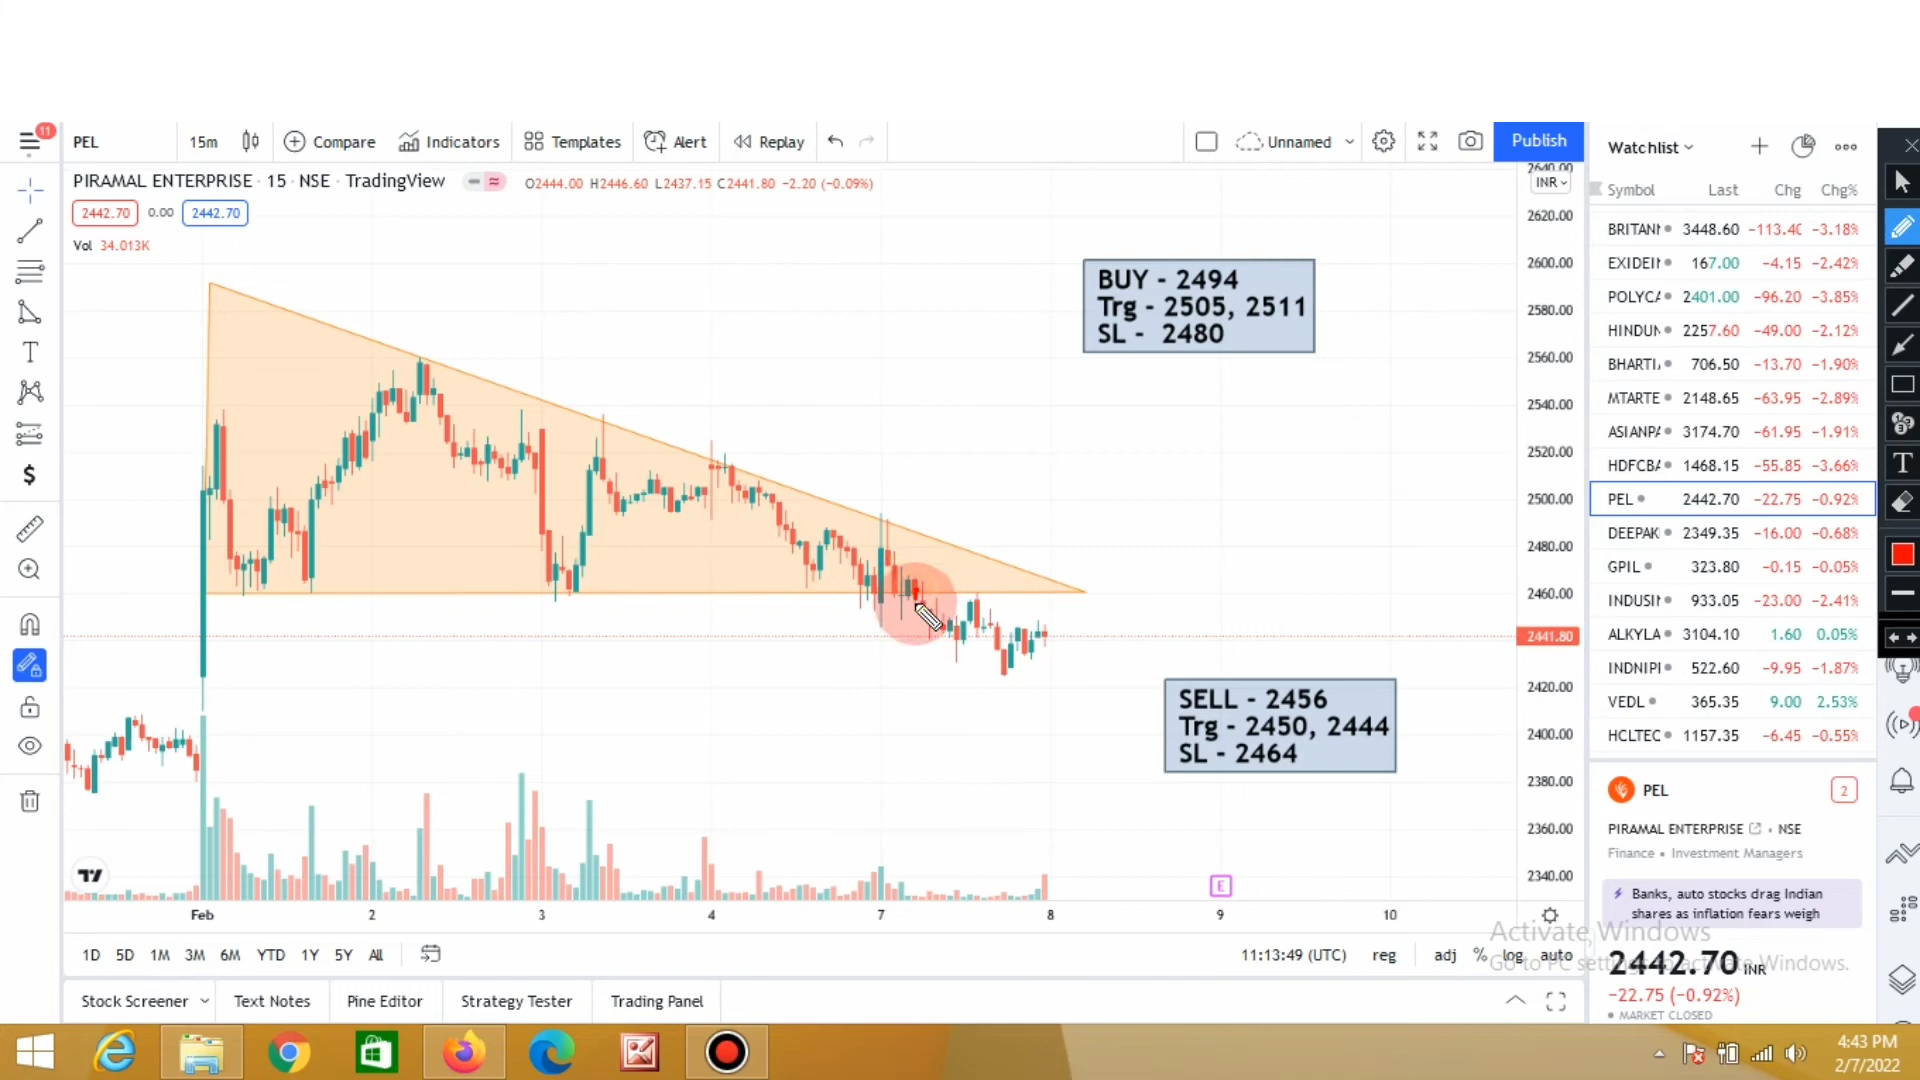 11
PEL
15m
Compare
Indicators
Templates
Alert
Replay
Unnamed
Publish
PIRAMAL ENTERPRISE · 15 · NSE · TradingView
O2444.00 H2446.60 L2437.15 C2441.80 −2.20 (−0.09%)
2442.70 0.00 2442.70
Vol 34.013K
BUY - 2494
Trg - 2505, 2511
SL - 2480
SELL - 2456
Trg - 2450, 2444
SL - 2464
2640.00
INR
2620.00
2600.00
2580.00
2560.00
2540.00
2520.00
2500.00
2480.00
2460.00
2441.80
2420.00
2400.00
2380.00
2360.00
2340.00
E
Feb 2 3 4 7 8 9 10
1D 5D 1M 3M 6M YTD 1Y 5Y All
11:13:49 (UTC) reg adj % log auto
Stock Screener Text Notes Pine Editor Strategy Tester Trading Panel
Watchlist
Symbol Last Chg Chg%
BRITANI 3448.60 −113.40 −3.18%
EXIDEIN 167.00 −4.15 −2.42%
POLYCA 2401.00 −96.20 −3.85%
HINDUN 2257.60 −49.00 −2.12%
BHARTI 706.50 −13.70 −1.90%
MTARTE 2148.65 −63.95 −2.89%
ASIANPA 3174.70 −61.95 −1.91%
HDFCBA 1468.15 −55.85 −3.66%
PEL 2442.70 −22.75 −0.92%
DEEPAK 2349.35 −16.00 −0.68%
GPIL 323.80 −0.15 −0.05%
INDUSIN 933.05 −23.00 −2.41%
ALKYLA 3104.10 1.60 0.05%
INDNIPI 522.60 −9.95 −1.87%
VEDL 365.35 9.00 2.53%
HCLTEC 1157.35 −6.45 −0.55%
PEL
2
PIRAMAL ENTERPRISE • NSE
Finance • Investment Managers
Banks, auto stocks drag Indian
shares as inflation fears weigh
Activate Windows
Go to PC settings to activate Windows.
2442.70 INR
−22.75 (−0.92%)
MARKET CLOSED
4:43 PM
2/7/2022